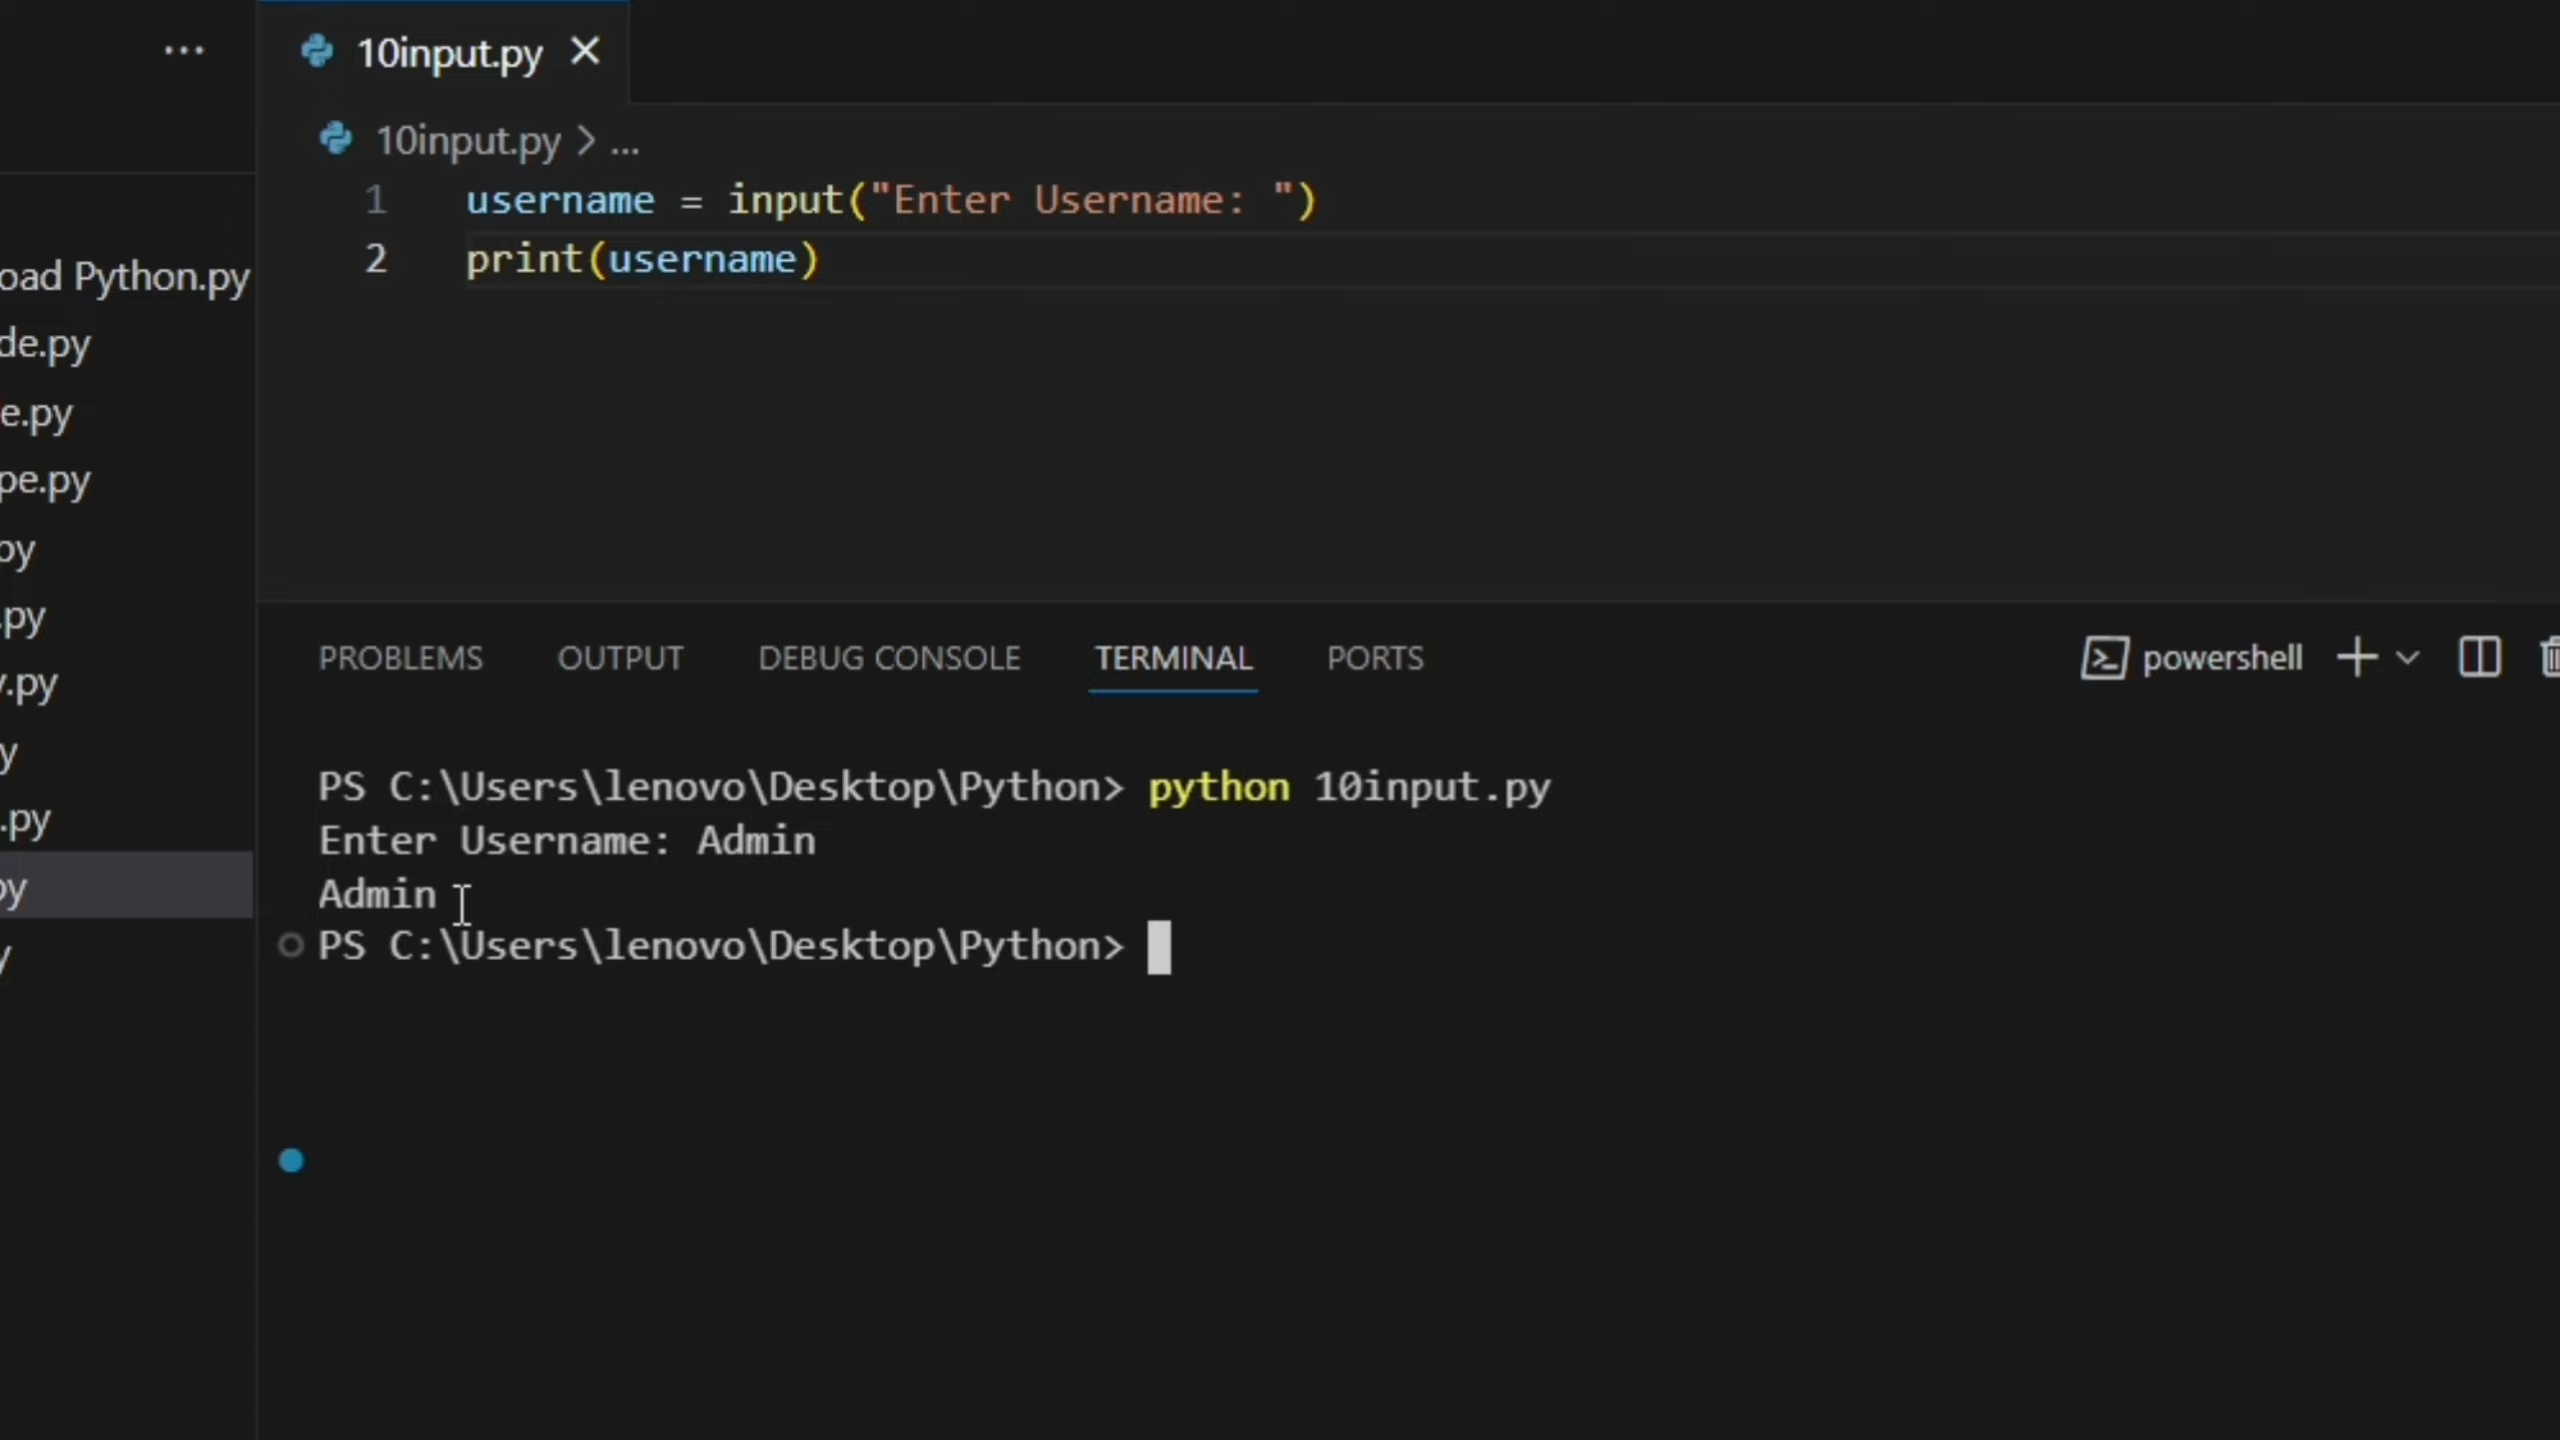 ...
10input.py
10input.py > ...
1 username = input("Enter Username: ")
2 print(username)
oad Python.py
de.py
e.py
pe.py
py
.py
.py
y
.py
py
y
PROBLEMS OUTPUT DEBUG CONSOLE TERMINAL PORTS
powershell
PS C:\Users\lenovo\Desktop\Python> python 10input.py
Enter Username: Admin
Admin
PS C:\Users\lenovo\Desktop\Python>